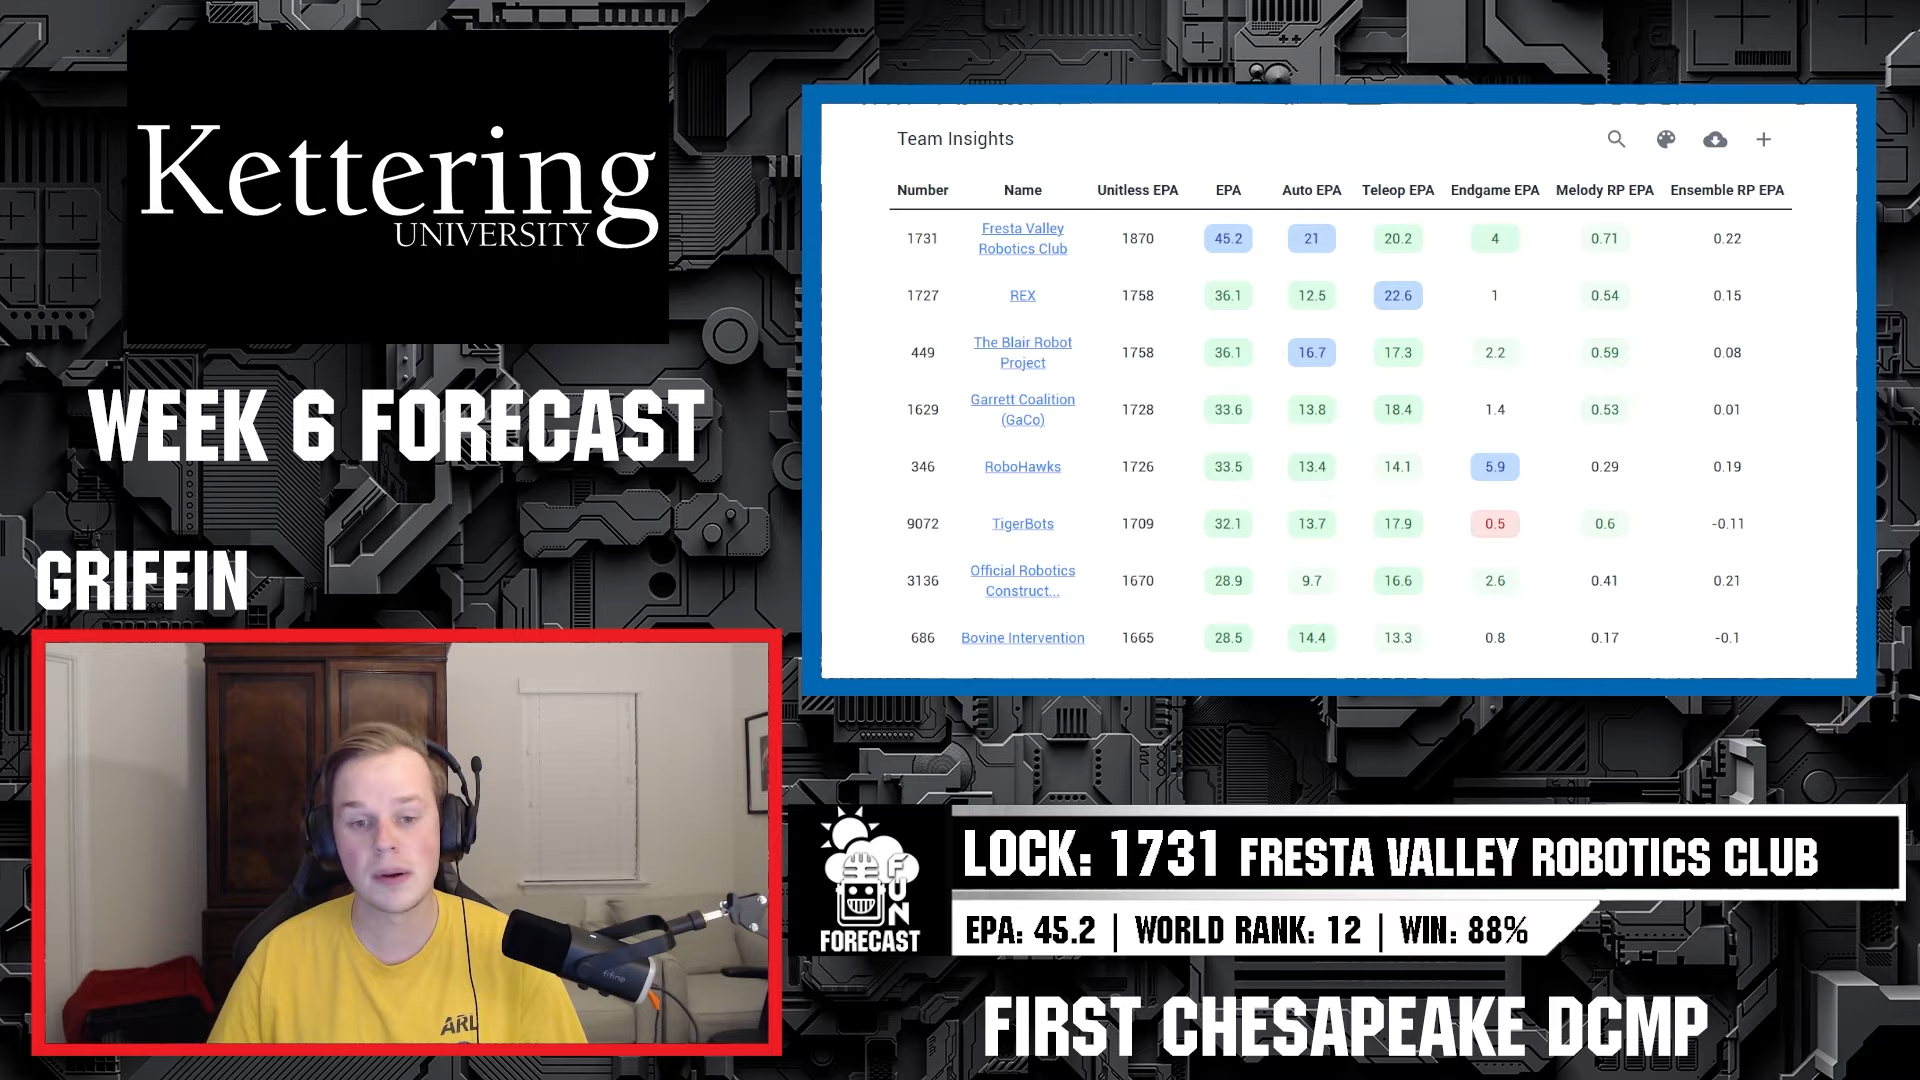 Kettering
UNIVERSITY
WEEK 6 FORECAST
GRIFFIN
ARL
fifine
Team Insights
Number Name Unitless EPA EPA Auto EPA Teleop EPA Endgame EPA Melody RP EPA Ensemble RP EPA
1731 Fresta Valley Robotics Club 1870 45.2 21 20.2 4 0.71 0.22
1727 REX 1758 36.1 12.5 22.6 1 0.54 0.15
449 The Blair Robot Project 1758 36.1 16.7 17.3 2.2 0.59 0.08
1629 Garrett Coalition (GaCo) 1728 33.6 13.8 18.4 1.4 0.53 0.01
346 RoboHawks 1726 33.5 13.4 14.1 5.9 0.29 0.19
9072 TigerBots 1709 32.1 13.7 17.9 0.5 0.6 -0.11
3136 Official Robotics Construct... 1670 28.9 9.7 16.6 2.6 0.41 0.21
686 Bovine Intervention 1665 28.5 14.4 13.3 0.8 0.17 -0.1
FUN
FORECAST
LOCK: 1731 FRESTA VALLEY ROBOTICS CLUB
EPA: 45.2 | WORLD RANK: 12 | WIN: 88%
FIRST CHESAPEAKE DCMP